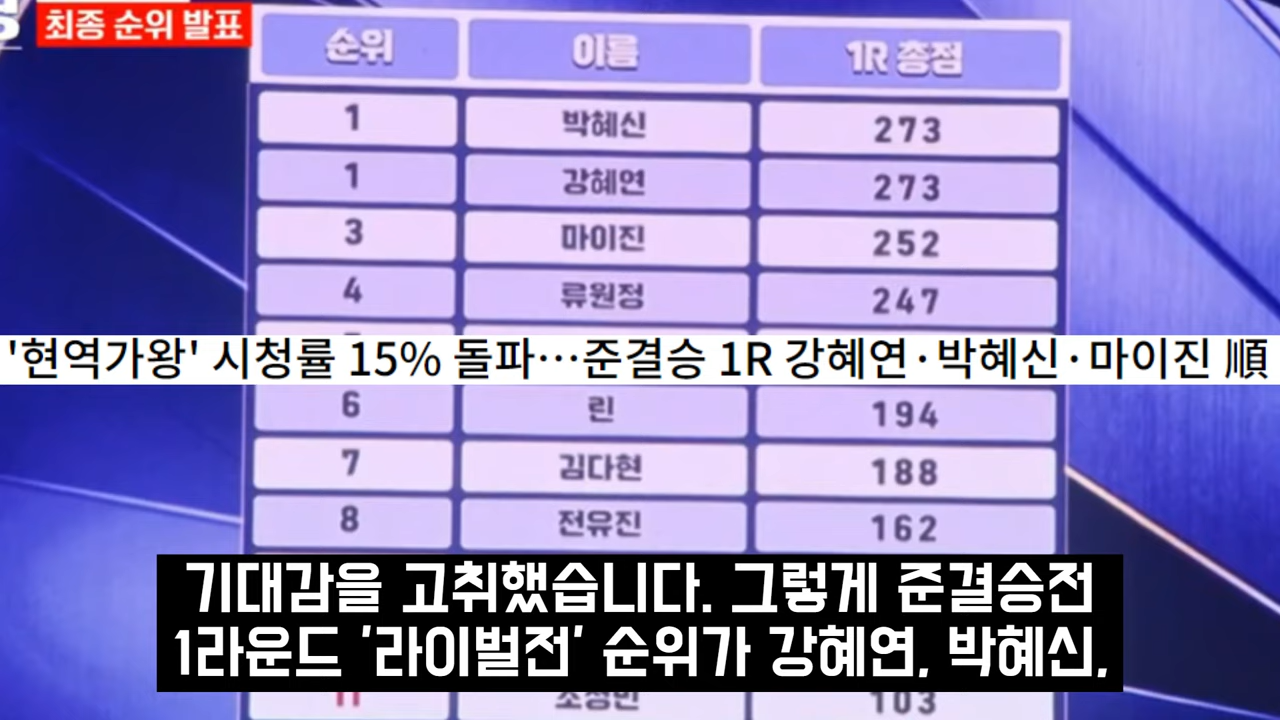 최종 순위 발표
순위 이름 1R 총점
1 박혜신 273
1 강혜연 273
3 마이진 252
4 류원정 247
'현역가왕' 시청률 15% 돌파…준결승 1R 강혜연·박혜신·마이진 順
6 린 194
7 김다현 188
8 전유진 162
기대감을 고취했습니다. 그렇게 준결승전
1라운드 '라이벌전' 순위가 강혜연, 박혜신,
11 103